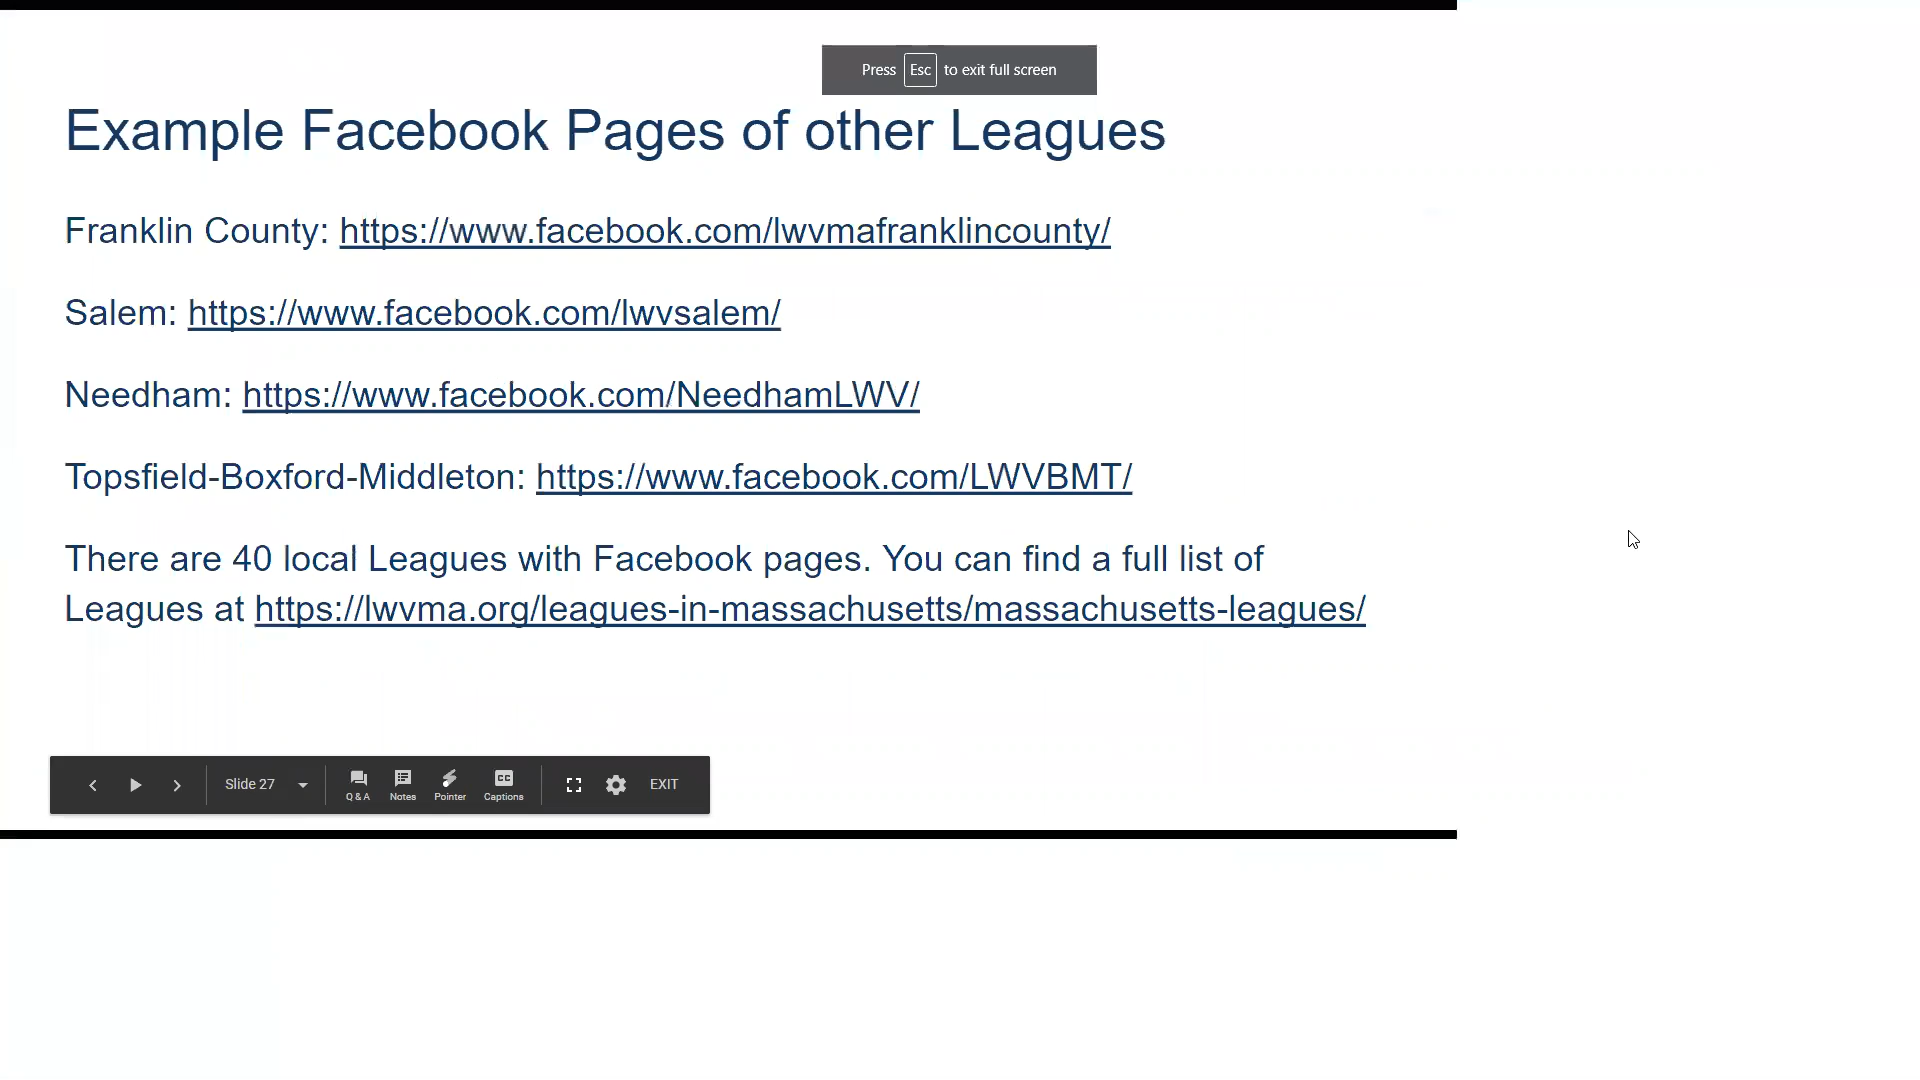 Press Esc to exit full screen
Example Facebook Pages of other Leagues
Franklin County: https://www.facebook.com/lwvmafranklincounty/
Salem: https://www.facebook.com/lwvsalem/
Needham: https://www.facebook.com/NeedhamLWV/
Topsfield-Boxford-Middleton: https://www.facebook.com/LWVBMT/
There are 40 local Leagues with Facebook pages. You can find a full list of
Leagues at https://lwvma.org/leagues-in-massachusetts/massachusetts-leagues/
Slide 27 Q & A Notes Pointer CC Captions EXIT